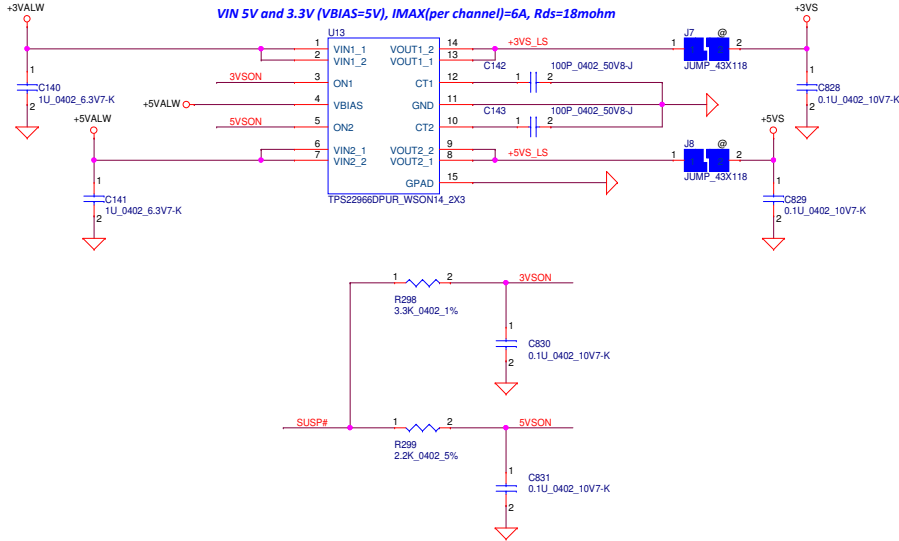 VIN 5V and 3.3V (VBIAS=5V), IMAX(per channel)=6A, Rds=18mohm
+3VALW
+3VS
U13
1 VIN1_1 VOUT1_2 14 +3VS_LS 1 J7 @ 2
2 VIN1_2 VOUT1_1 13
JUMP_43X118
C142 100P_0402_50V8-J
3VSON 3 ON1 CT1 12 1 2
1
C140
1U_0402_6.3V7-K
2
1
C828
0.1U_0402_10V7-K
2
+5VALW 4 VBIAS GND 11
C143 100P_0402_50V8-J
+5VALW
5VSON 5 ON2 CT2 10 1 2
+5VS
6 VIN2_1 VOUT2_2 9
7 VIN2_2 VOUT2_1 8 +5VS_LS 1 J8 @ 2
JUMP_43X118
GPAD 15
TPS22966DPUR_WSON14_2X3
1
C141
1U_0402_6.3V7-K
2
1
C829
0.1U_0402_10V7-K
2
1 2 3VSON
R298
3.3K_0402_1%
1
C830
0.1U_0402_10V7-K
2
SUSP# 1 2 5VSON
R299
2.2K_0402_5%
1
C831
0.1U_0402_10V7-K
2